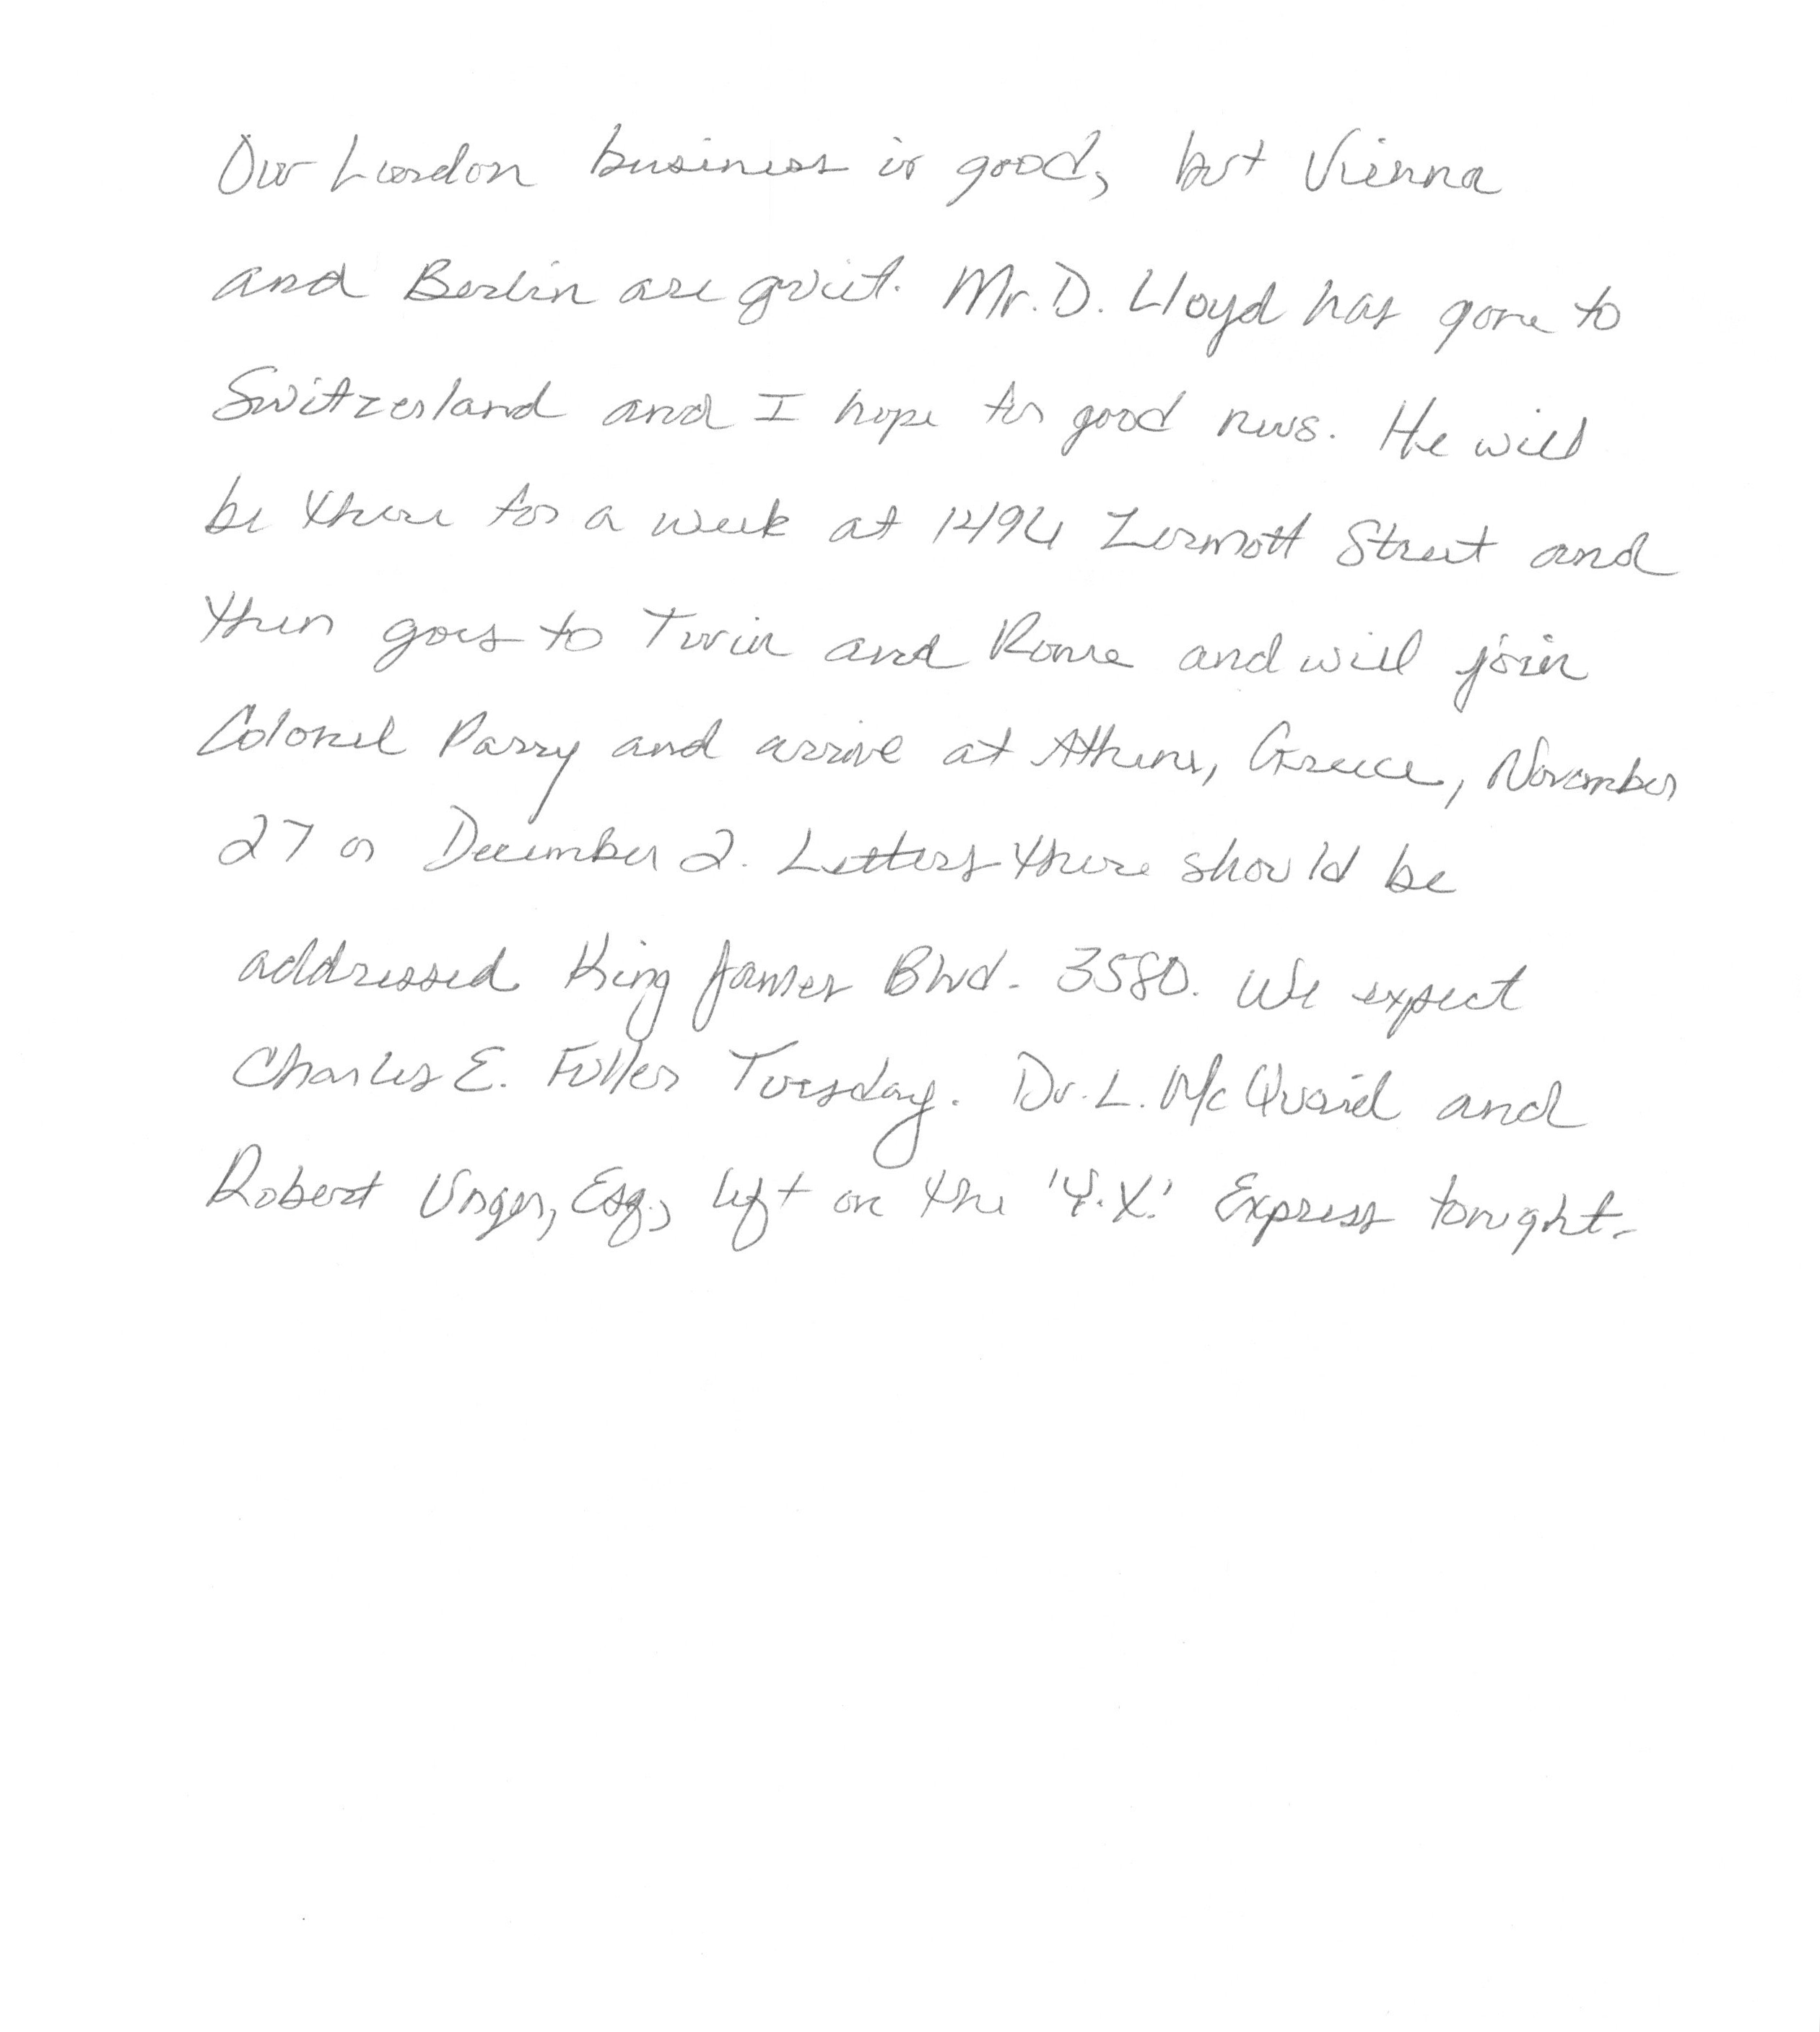 Our London business is good, but Vienna
and Berlin are quiet. Mr. D. Lloyd has gone to
Switzerland and I hope for good news. He will
be there for a week at 1496 Zermott Street and
then goes to Turin and Rome and will join
Colonel Parry and arrive at Athens, Greece, November
27 or December 2. Letters there should be
addressed King James Blvd. 3580. We expect
Charles E. Fuller Tuesday. Dr. L. McQuaid and
Robert Unger, Esq., left on the 'Y.X.' Express tonight.